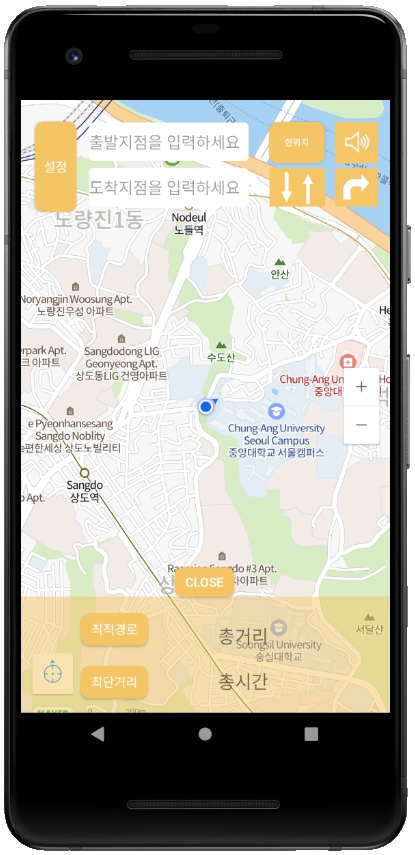 설정
출발지점을 입력하세요
현위치
도착지점을 입력하세요
노량진1동
Nodeul
노들역
안산
Noryangjin Woosung Apt.
노량진우성 아파트
수도산
Sangdodong LIG
Geonyeong Apt.
상도동LIG 건영아파트
erpark Apt.
크 아파트
He
Chung-Ang Un
중앙대
+
−
e Pyeonhansesang
Sangdo Noblity
e편한세상 상도노빌리티
Chung-Ang University
Seoul Campus
중앙대학교 서울캠퍼스
Sangdo
상도역
o Apt.
do #3 Apt.
차아파트
CLOSE
최적경로
총거리
Soongsil University
숭실대학교
서달산
최단거리
총시간